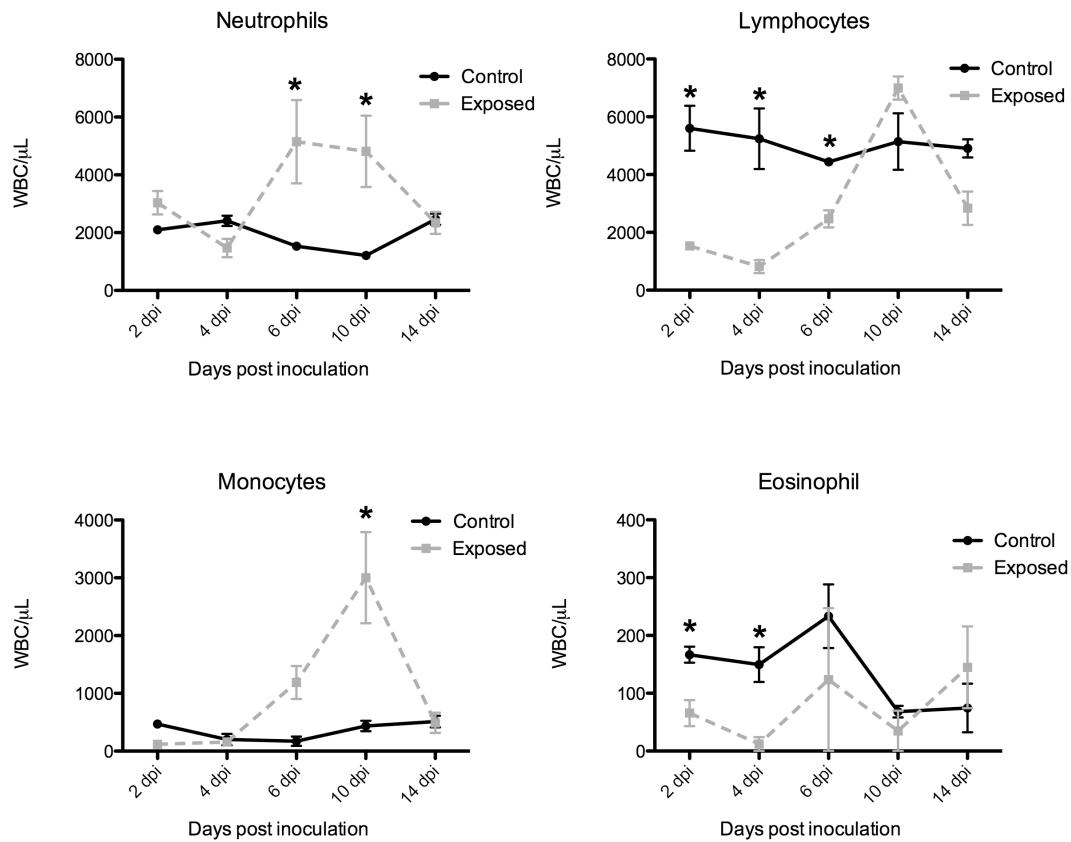 Neutrophils
8000
6000
4000
2000
0
WBC/μL
*
*
Control
Exposed
2 dpi
4 dpi
6 dpi
10 dpi
14 dpi
Days post inoculation
Lymphocytes
8000
6000
4000
2000
0
WBC/μL
*
*
*
Control
Exposed
2 dpi
4 dpi
6 dpi
10 dpi
14 dpi
Days post inoculation
Monocytes
4000
3000
2000
1000
0
WBC/μL
*
Control
Exposed
2 dpi
4 dpi
6 dpi
10 dpi
14 dpi
Days post inoculation
Eosinophil
400
300
200
100
0
WBC/μL
*
*
Control
Exposed
2 dpi
4 dpi
6 dpi
10 dpi
14 dpi
Days post inoculation